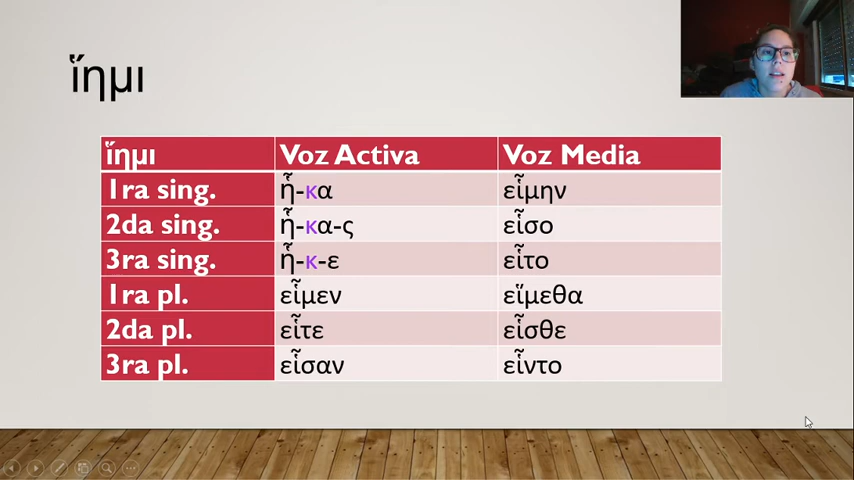 ἵημι
ἵημι Voz Activa Voz Media
1ra sing. ἧ-κα εἵμην
2da sing. ἧ-κα-ς εἷσο
3ra sing. ἧ-κ-ε εἷτο
1ra pl. εἷμεν εἵμεθα
2da pl. εἷτε εἷσθε
3ra pl. εἷσαν εἷντο